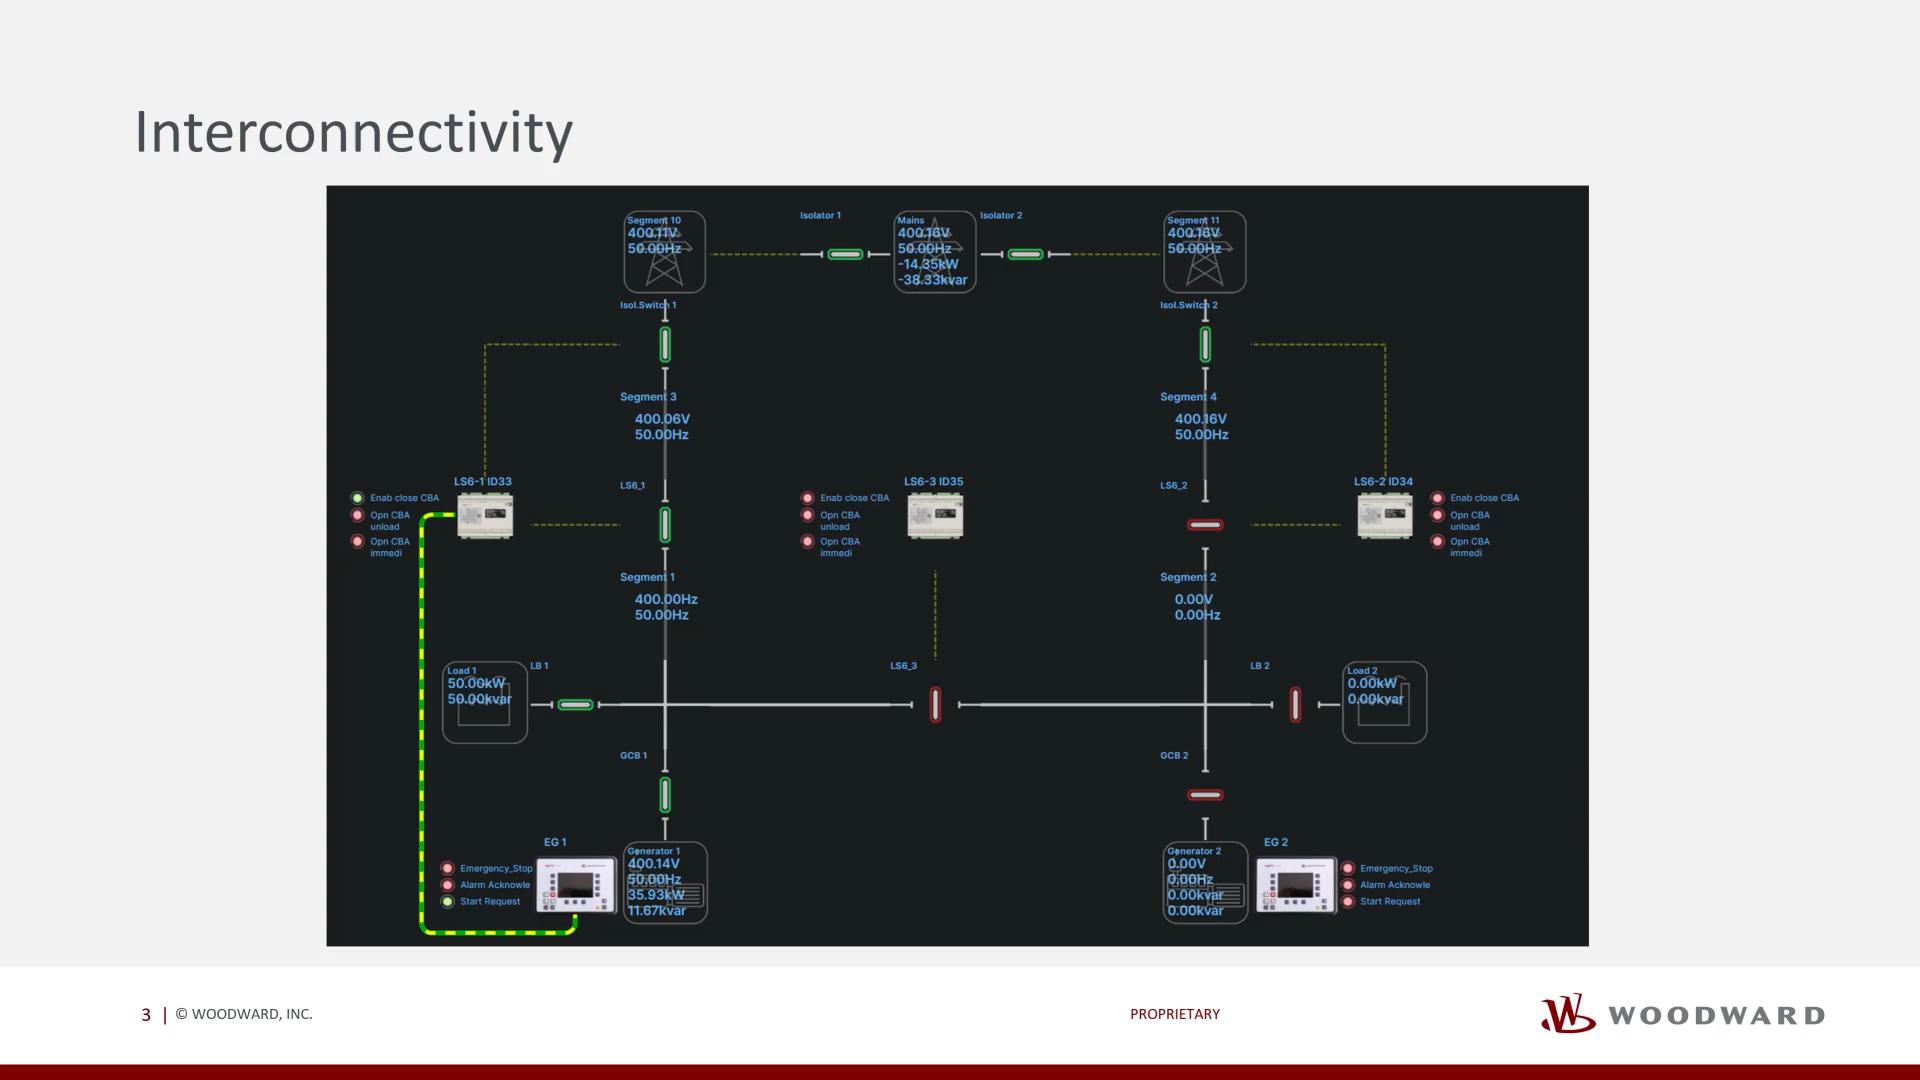 Interconnectivity
Segment 10
400.11V
50.00Hz
Isolator 1
Mains
400.16V
50.00Hz
-14.35kW
-38.33kvar
Isolator 2
Segment 11
400.16V
50.00Hz
Isol.Switch 1
Isol.Switch 2
Segment 3
400.06V
50.00Hz
Segment 4
400.16V
50.00Hz
LS6-1 ID33
Enab close CBA
Opn CBA
unload
Opn CBA
immedi
LS6_1
LS6-3 ID35
Enab close CBA
Opn CBA
unload
Opn CBA
immedi
LS6_2
LS6-2 ID34
Enab close CBA
Opn CBA
unload
Opn CBA
immedi
Segment 1
400.00Hz
50.00Hz
Segment 2
0.00V
0.00Hz
Load 1
50.00kW
50.00kvar
LB 1
LS6_3
LB 2
Load 2
0.00kW
0.00kvar
GCB 1
GCB 2
EG 1
Emergency_Stop
Alarm Acknowle
Start Request
Generator 1
400.14V
50.00Hz
35.93kW
11.67kvar
Generator 2
0.00V
0.00Hz
0.00kvar
0.00kvar
EG 2
Emergency_Stop
Alarm Acknowle
Start Request
3 | © WOODWARD, INC.
PROPRIETARY
WOODWARD